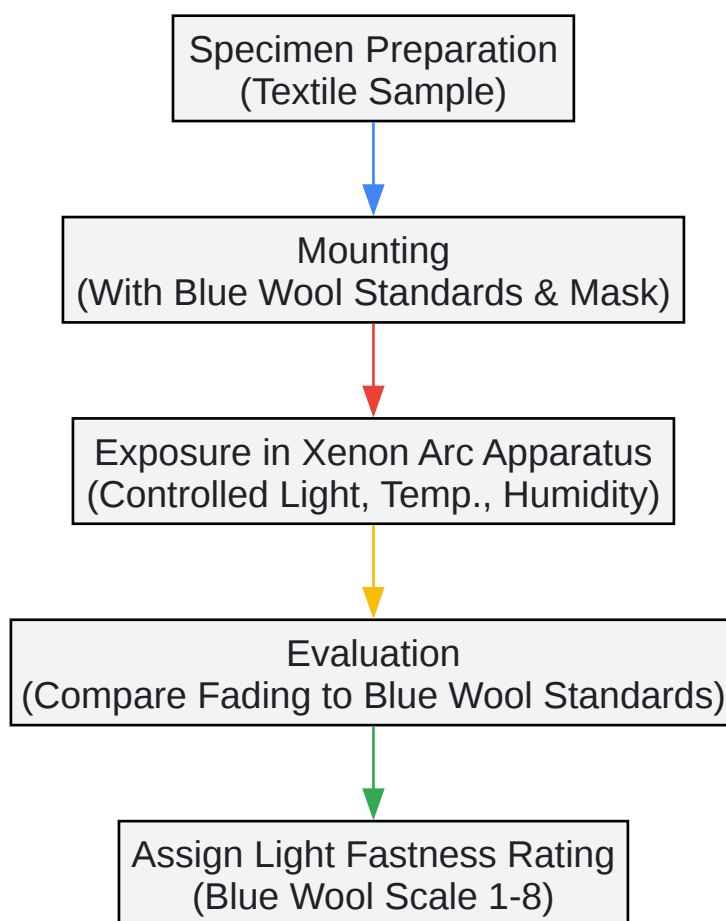 Specimen Preparation
(Textile Sample)
Mounting
(With Blue Wool Standards & Mask)
Exposure in Xenon Arc Apparatus
(Controlled Light, Temp., Humidity)
Evaluation
(Compare Fading to Blue Wool Standards)
Assign Light Fastness Rating
(Blue Wool Scale 1-8)